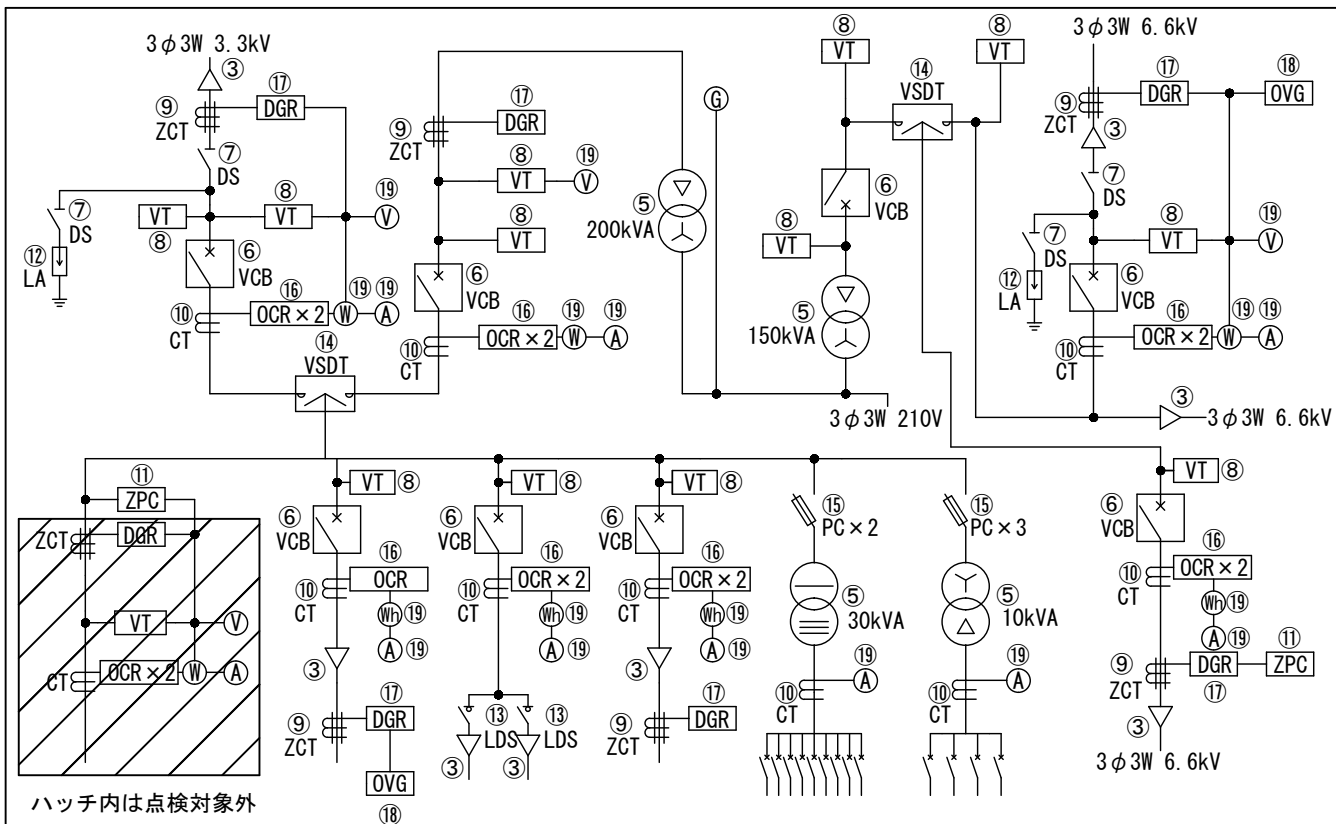 3φ3W 3.3kV
③
⑰
⑨
DGR
ZCT
⑦
DS
⑧
⑲
VT
VT
V
⑦
DS
⑧
⑫
LA
⑥
VCB
⑯
⑲
⑲
⑩
CT
OCR×2
W
A
⑭
VSDT
⑰
⑨
DGR
ZCT
⑧
⑲
VT
V
⑧
VT
⑥
VCB
⑯
⑲
⑲
OCR×2
W
A
⑩
CT
⑤
200kVA
G
⑧
VT
⑭
VSDT
⑧
VT
⑥
VCB
⑧
VT
⑤
150kVA
3φ3W 210V
3φ3W 6.6kV
⑰
⑱
⑨
DGR
OVG
ZCT
③
⑦
DS
⑧
⑲
VT
V
⑦
DS
⑫
LA
⑥
VCB
⑯
⑲
⑲
OCR×2
W
A
⑩
CT
③
3φ3W 6.6kV
⑪
ZPC
ZCT
DGR
VT
V
CT
OCR×2
W
A
ハッチ内は点検対象外
VT
⑧
⑥
VCB
⑯
⑩
OCR
CT
Wh
⑲
A
⑲
③
⑰
⑨
DGR
ZCT
OVG
⑱
VT
⑧
⑥
VCB
⑯
⑩
OCR×2
CT
Wh
⑲
A
⑲
⑬
LDS
⑬
LDS
③
③
VT
⑧
⑥
VCB
⑯
⑩
OCR×2
CT
Wh
⑲
A
⑲
③
⑰
⑨
DGR
ZCT
⑮
PC×2
⑤
30kVA
⑲
A
⑩
CT
⑮
PC×3
⑤
10kVA
⑲
A
⑩
CT
VT
⑧
⑥
VCB
⑯
⑩
OCR×2
CT
Wh
⑲
A
⑲
⑪
⑨
DGR
ZPC
ZCT
⑰
③
3φ3W 6.6kV